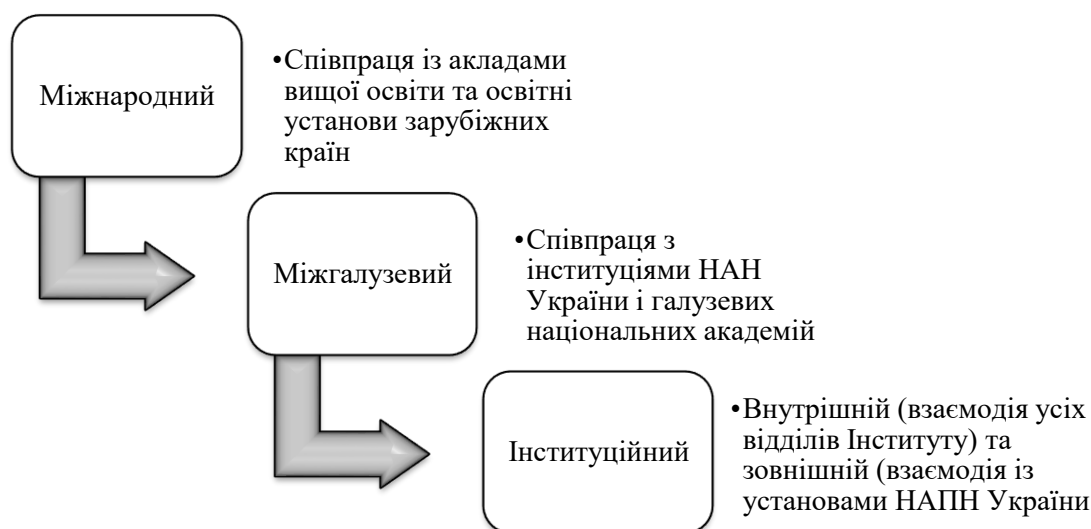 Міжнародний
•Співпраця із акладами
вищої освіти та освітні
установи зарубіжних
країн
Міжгалузевий
•Співпраця з
інституціями НАН
України і галузевих
національних академій
Інституційний
•Внутрішній (взаємодія усіх
відділів Інституту) та
зовнішній (взаємодія із
установами НАПН України